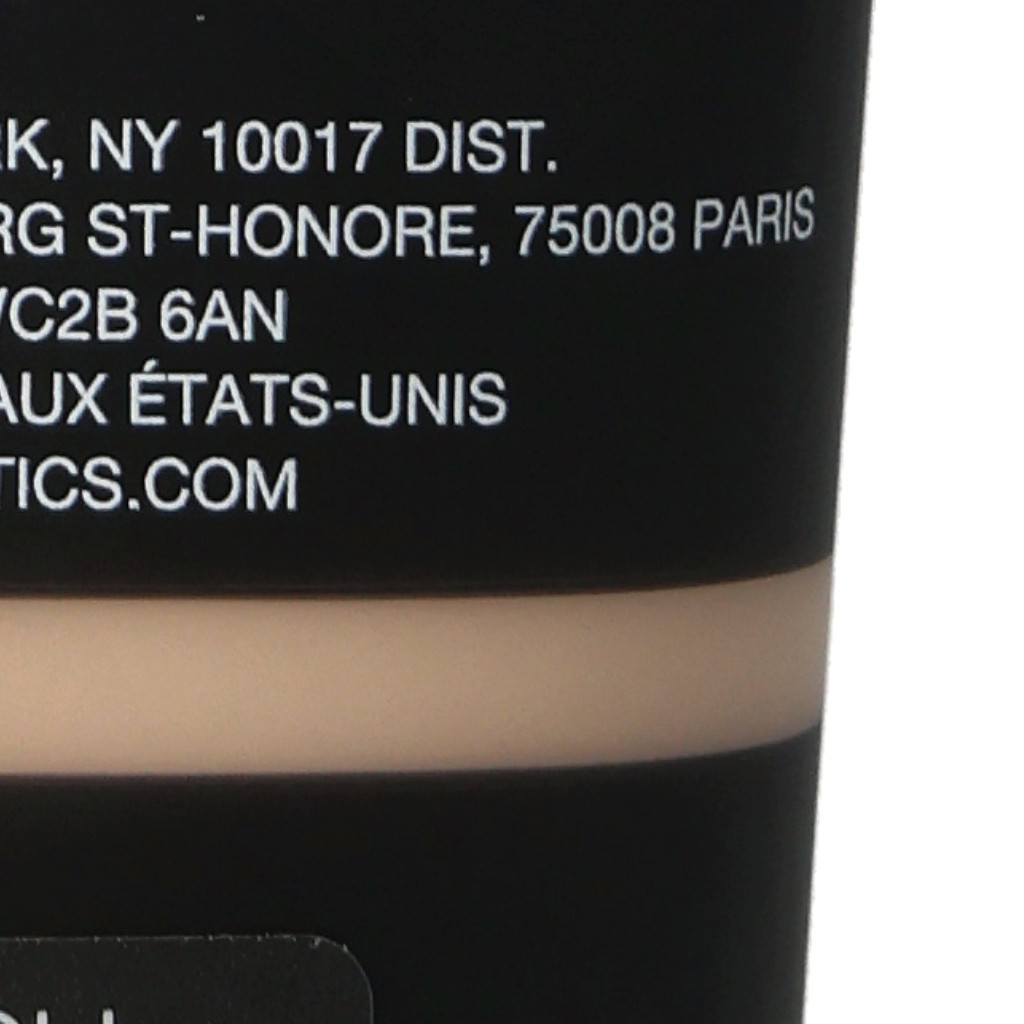 K, NY 10017 DIST.
RG ST-HONORE, 75008 PARIS
C2B 6AN
AUX ÉTATS-UNIS
TICS.COM